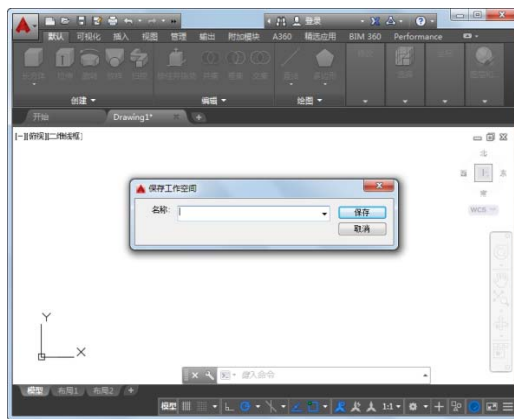 登录
默认 可视化 插入 视图 管理 输出 附加模块 A360 精选应用 BIM 360 Performance
创建 编辑 绘图
开始 Drawing1*
[−][俯视][二维线框]
保存工作空间
名称:
保存
取消
WCS
Y
X
键入命令
模型 布局1 布局2 +
模型 1:1